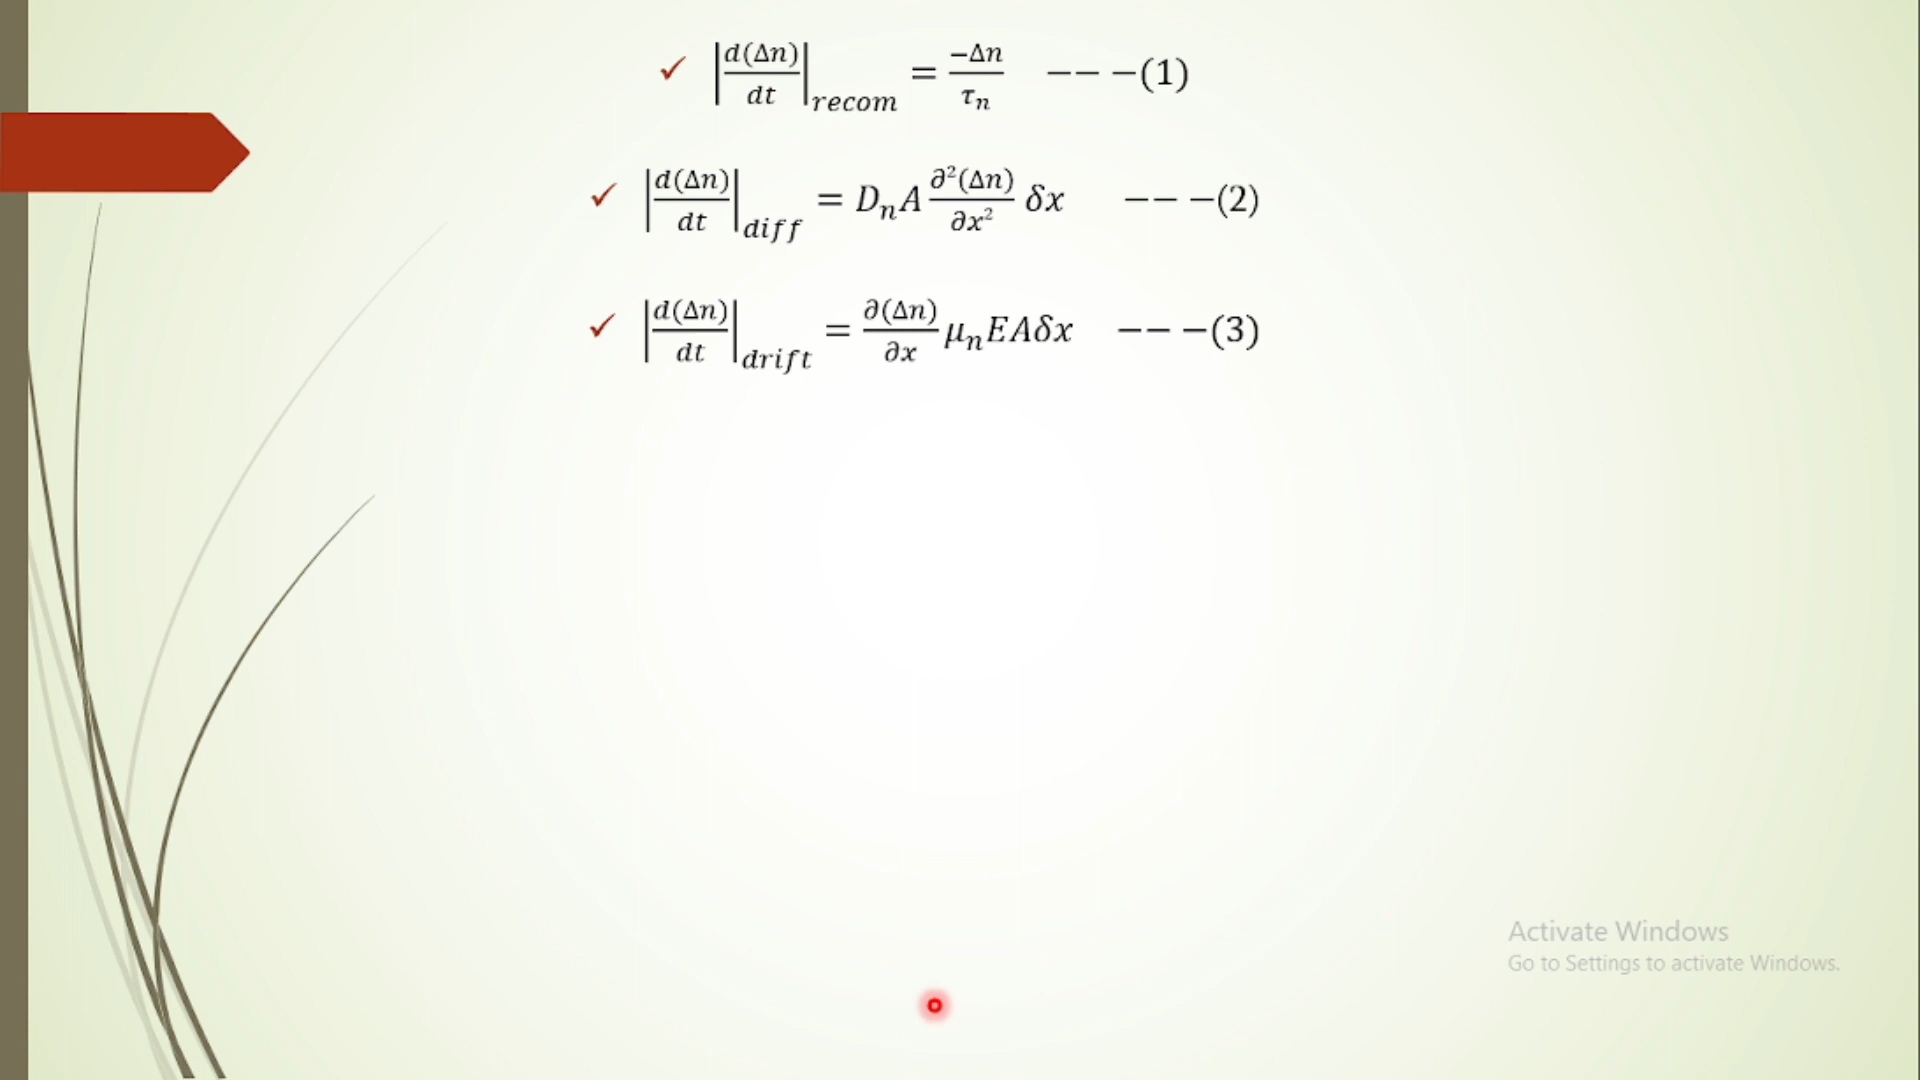 ✓ |d(Δn)/dt|_recom = −Δn/τ_n −− −(1)
✓ |d(Δn)/dt|_diff = D_n A ∂²(Δn)/∂x² δx −− −(2)
✓ |d(Δn)/dt|_drift = ∂(Δn)/∂x μ_n EAδx −− −(3)
Activate Windows
Go to Settings to activate Windows.